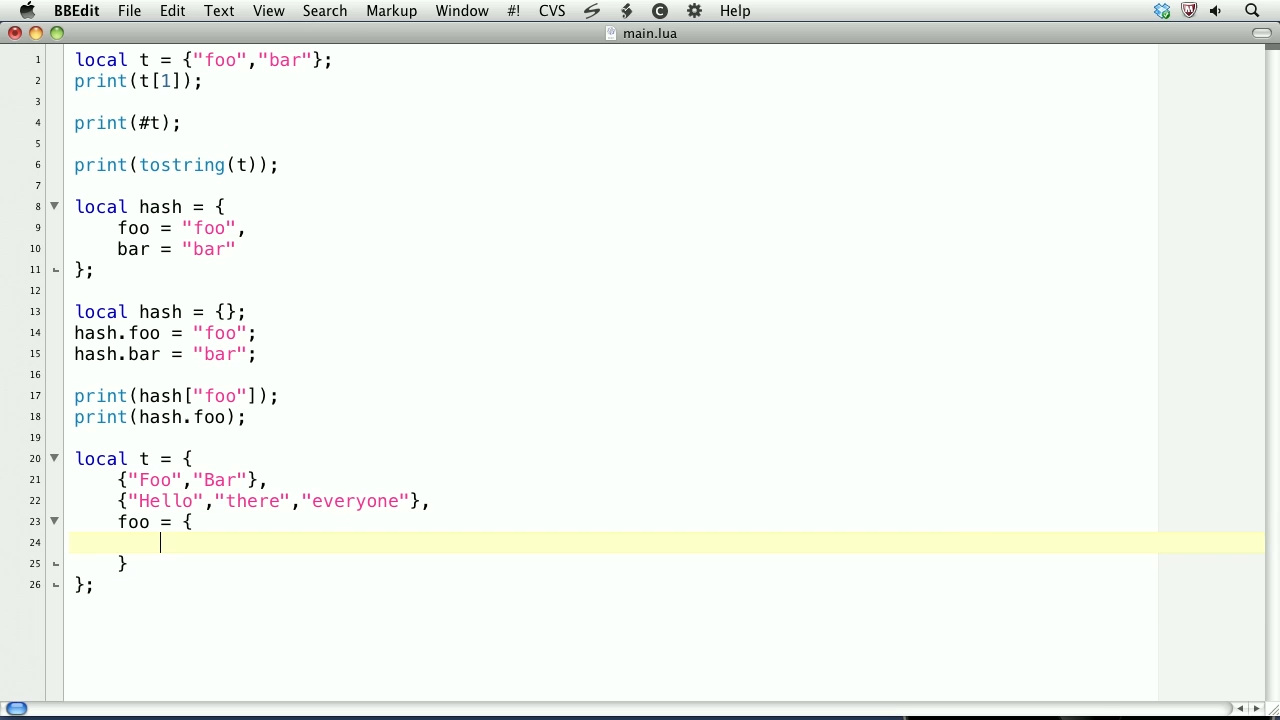 BBEdit File Edit Text View Search Markup Window #! CVS Help
main.lua
1 local t = {"foo","bar"};
2 print(t[1]);
3
4 print(#t);
5
6 print(tostring(t));
7
8 local hash = {
9 foo = "foo",
10 bar = "bar"
11 };
12
13 local hash = {};
14 hash.foo = "foo";
15 hash.bar = "bar";
16
17 print(hash["foo"]);
18 print(hash.foo);
19
20 local t = {
21 {"Foo","Bar"},
22 {"Hello","there","everyone"},
23 foo = {
24
25 }
26 };